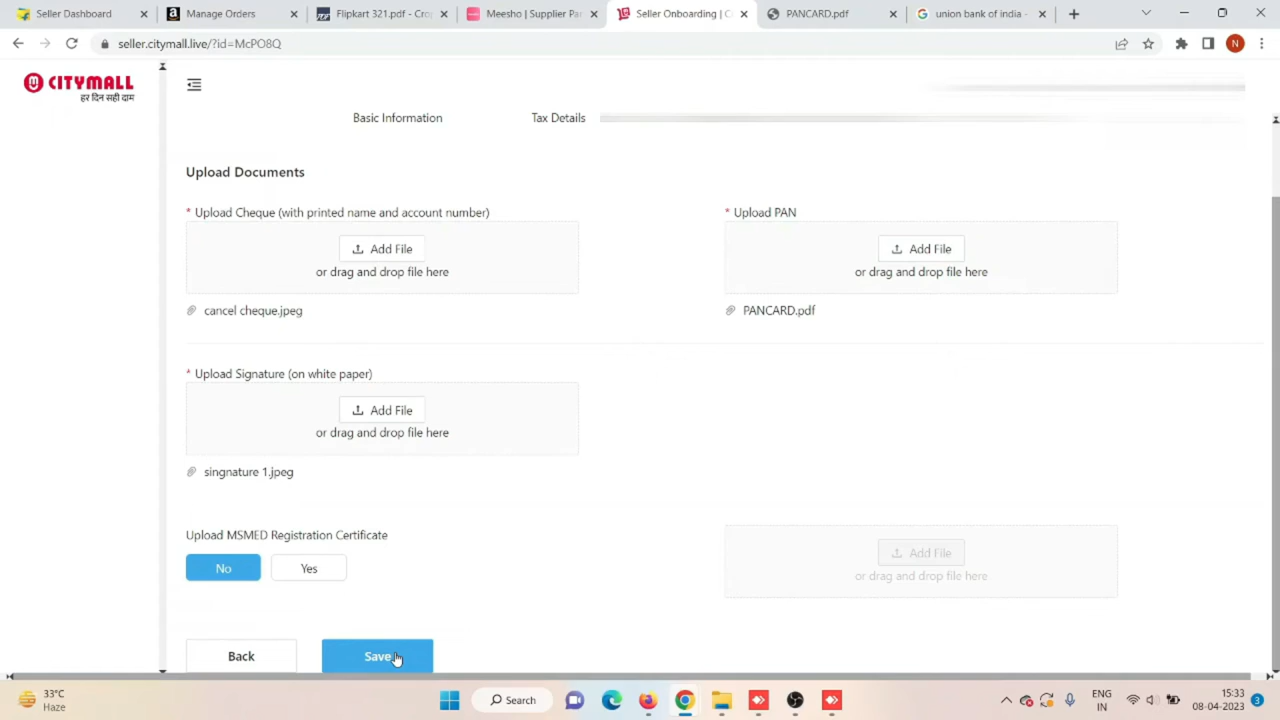 Seller Dashboard
Manage Orders
Flipkart 321.pdf - Cro
Meesho | Supplier Pa
Seller Onboarding | C
PANCARD.pdf
union bank of india -
seller.citymall.live/?id=McPO8Q
N
CITYMALL
हर दिन सही दाम
Basic Information
Tax Details
Upload Documents
* Upload Cheque (with printed name and account number)
* Upload PAN
Add File
or drag and drop file here
Add File
or drag and drop file here
cancel cheque.jpeg
PANCARD.pdf
* Upload Signature (on white paper)
Add File
or drag and drop file here
singnature 1.jpeg
Upload MSMED Registration Certificate
No
Yes
Add File
or drag and drop file here
Back
Save
33°C
Haze
Search
ENG
IN
15:33
08-04-2023
3